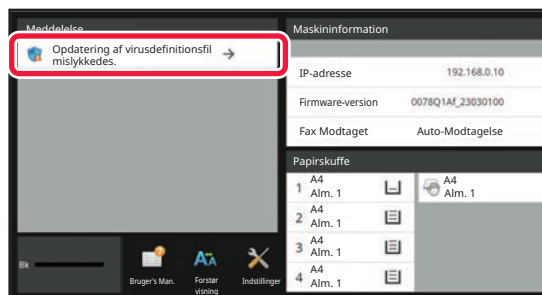 Meddelelse
Opdatering af virusdefinitionsfil
mislykkedes.
Maskininformation
IP-adresse 192.168.0.10
Firmware-version 0078Q1Af_23030100
Fax Modtaget Auto-Modtagelse
Papirskuffe
1 A4
Alm. 1
A4
Alm. 1
2 A4
Alm. 1
3 A4
Alm. 1
4 A4
Alm. 1
Bk
Bruger's Man.
Forstør
visning
Indstillinger